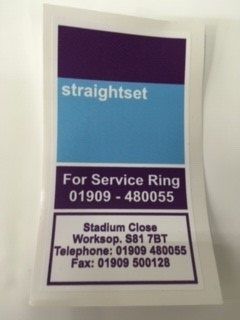 straightset
For Service Ring
01909 - 480055
Stadium Close
Worksop. S81 7BT
Telephone: 01909 480055
Fax: 01909 500128